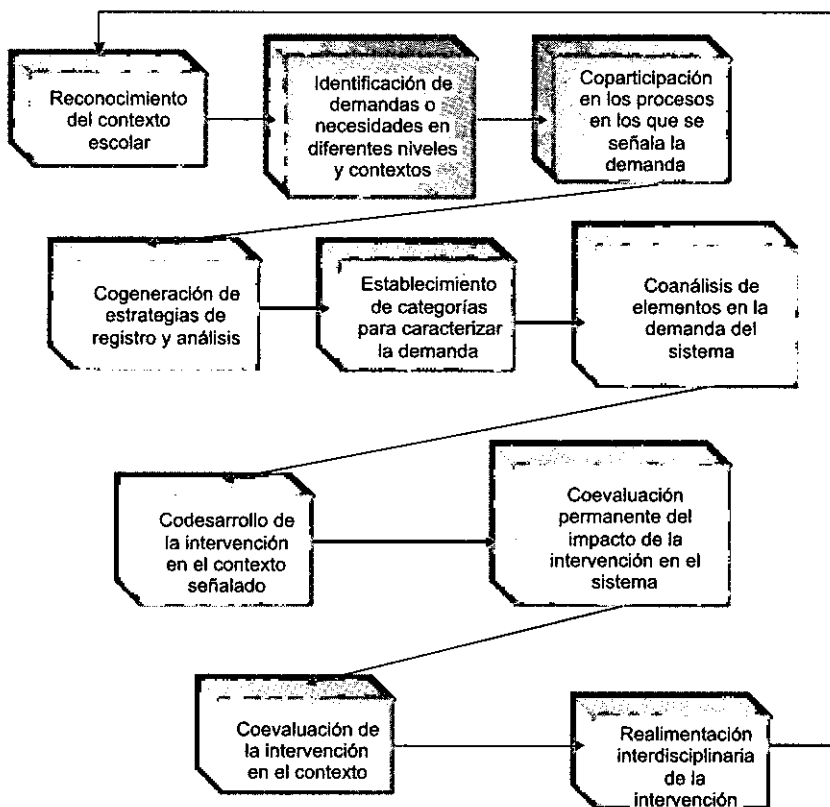 Reconocimiento
del contexto
escolar
Identificación de
demandas o
necesidades en
diferentes niveles
y contextos
Coparticipación
en los procesos
en los que se
señala la
demanda
Cogeneración de
estrategias de
registro y análisis
Establecimiento
de categorías
para caracterizar
la demanda
Coanálisis de
elementos en la
demanda del
sistema
Codesarrollo de
la intervención
en el contexto
señalado
Coevaluación
permanente del
impacto de la
intervención en el
sistema
Coevaluación de
la intervención
en el contexto
Realimentación
interdisciplinaria
de la
intervención